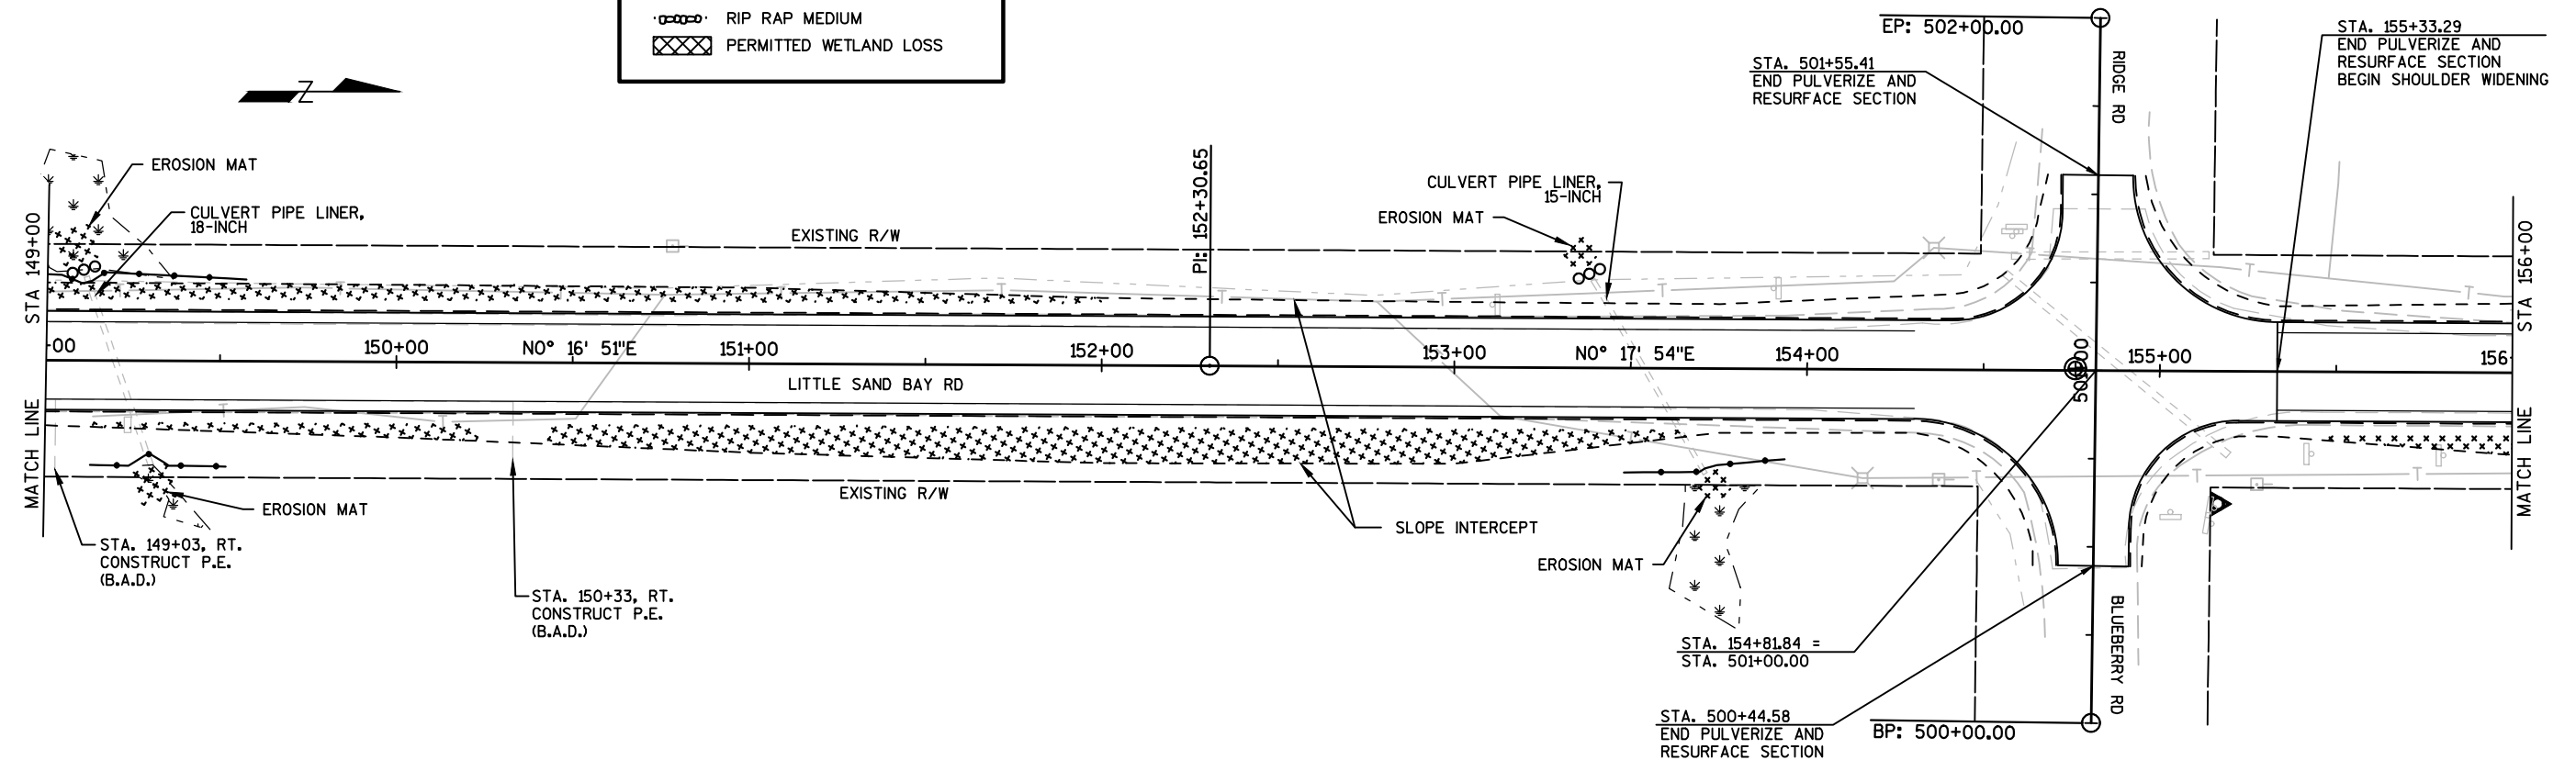 RIP RAP MEDIUM
PERMITTED WETLAND LOSS
Z
EP: 502+00.00
RIDGE RD
STA. 155+33.29
END PULVERIZE AND
RESURFACE SECTION
BEGIN SHOULDER WIDENING
STA. 501+55.41
END PULVERIZE AND
RESURFACE SECTION
EROSION MAT
CULVERT PIPE LINER,
18-INCH
PI: 152+30.65
CULVERT PIPE LINER,
15-INCH
EROSION MAT
EXISTING R/W
STA 149+00
MATCH LINE
STA 156+00
MATCH LINE
+00
150+00
N0° 16' 51"E
151+00
152+00
153+00
N0° 17' 54"E
154+00
155+00
156
LITTLE SAND BAY RD
EXISTING R/W
EROSION MAT
SLOPE INTERCEPT
EROSION MAT
STA. 149+03, RT.
CONSTRUCT P.E.
(B.A.D.)
STA. 150+33, RT.
CONSTRUCT P.E.
(B.A.D.)
STA. 154+81.84 =
STA. 501+00.00
BLUEBERRY RD
STA. 500+44.58
END PULVERIZE AND
RESURFACE SECTION
BP: 500+00.00
T
T
T
T
T
T
T
T
T
T
T
T